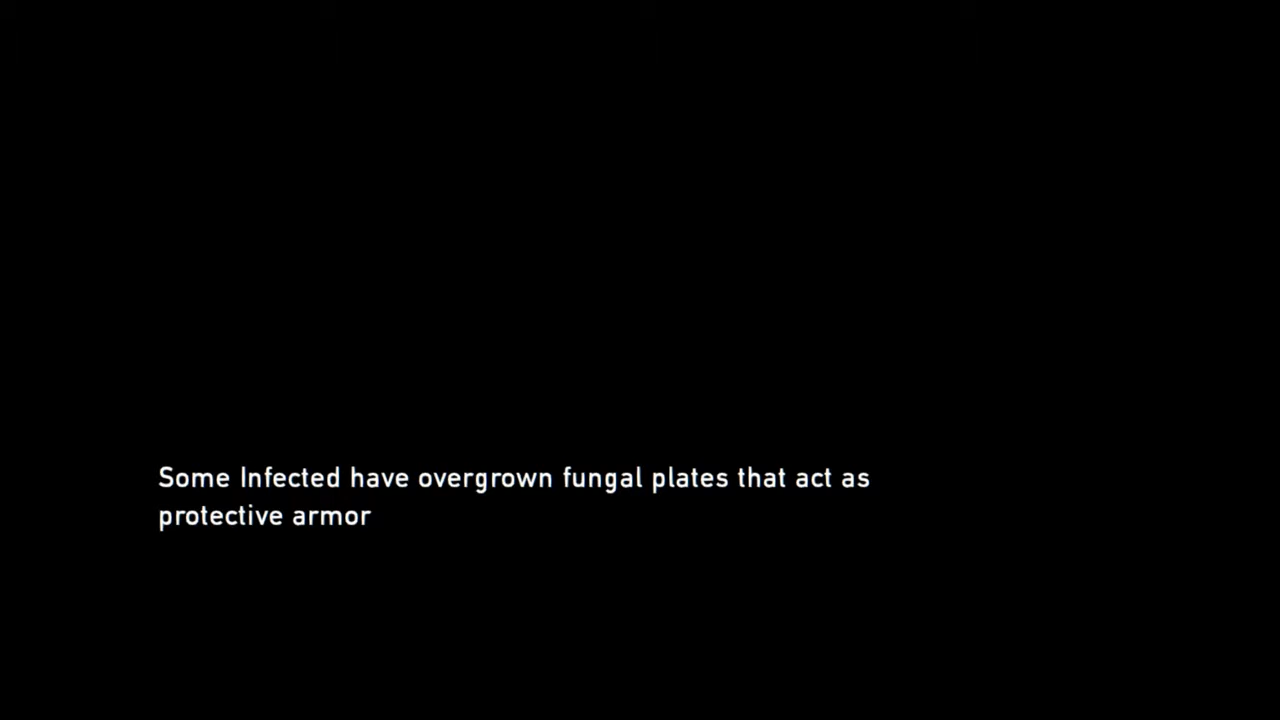 Some Infected have overgrown fungal plates that act as
protective armor